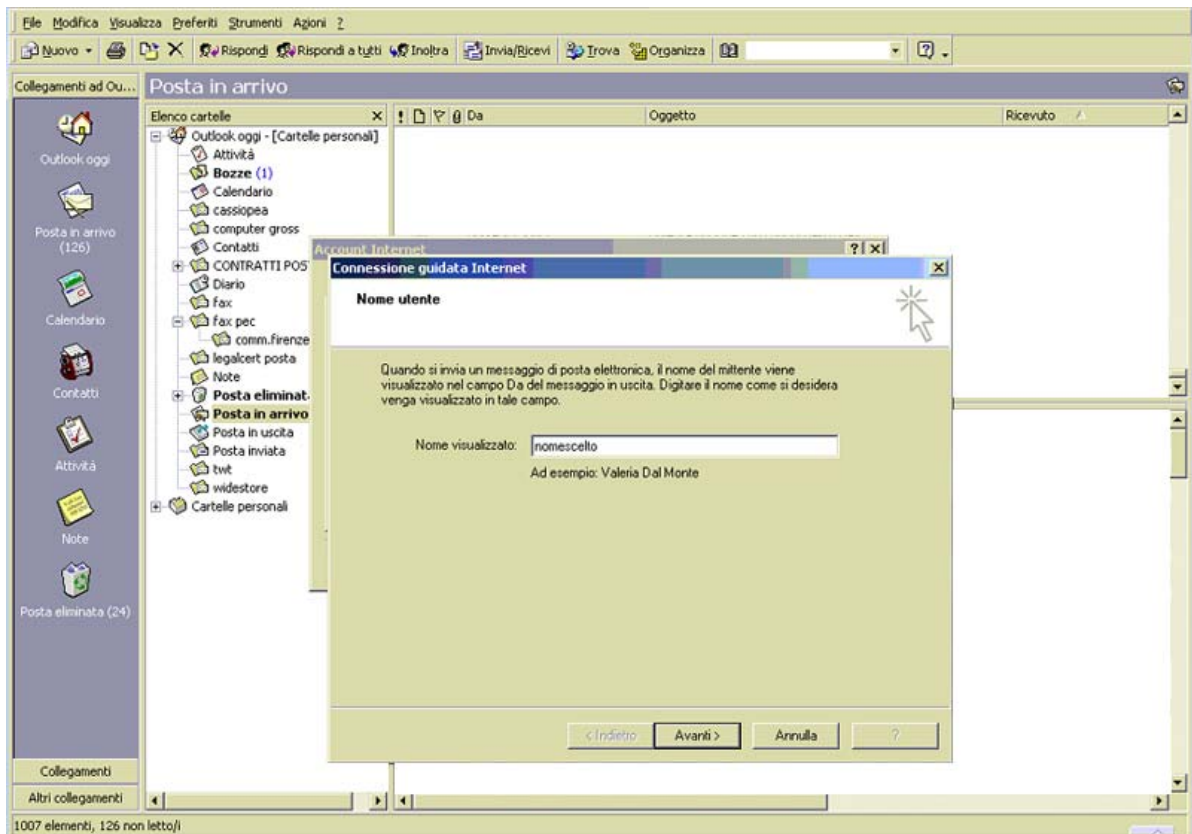 File Modifica Visualizza Preferiti Strumenti Azioni ?
Nuovo Rispondi Rispondi a tutti Inoltra Invia/Ricevi Trova Organizza
Collegamenti ad Ou...
Posta in arrivo
Outlook oggi
Posta in arrivo
(126)
Calendario
Contatti
Attività
Note
Posta eliminata (24)
Collegamenti
Altri collegamenti
Elenco cartelle
Outlook oggi - [Cartelle personali]
Attività
Bozze (1)
Calendario
cassiopea
computer gross
Contatti
CONTRATTI POS
Diario
fax
fax pec
comm.firenze
legalcert posta
Note
Posta eliminat
Posta in arrivo
Posta in uscita
Posta inviata
twt
widestore
Cartelle personali
Da Oggetto Ricevuto
Account Internet
Connessione guidata Internet
Nome utente
Quando si invia un messaggio di posta elettronica, il nome del mittente viene
visualizzato nel campo Da del messaggio in uscita. Digitare il nome come si desidera
venga visualizzato in tale campo.
Nome visualizzato: nomescelto
Ad esempio: Valeria Dal Monte
< Indietro Avanti > Annulla ?
1007 elementi, 126 non letto/i